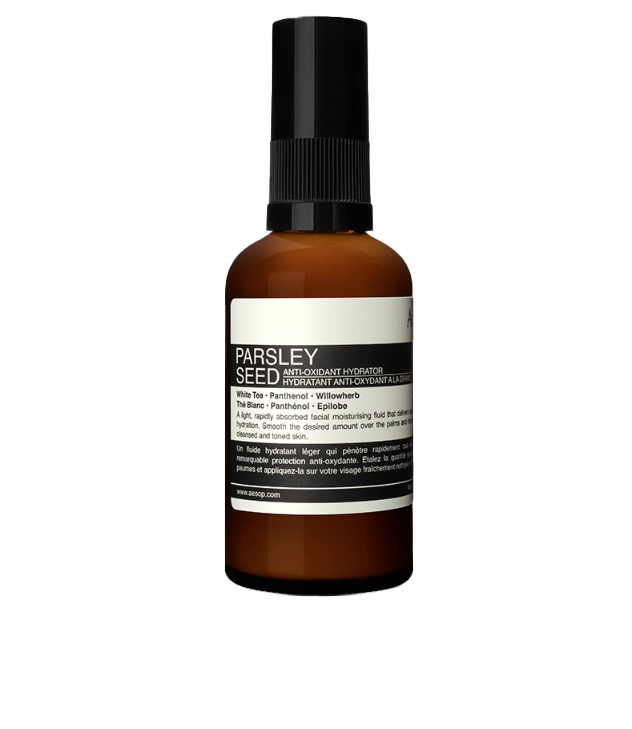 PARSLEY
SEED ANTI-OXIDANT HYDRATOR
HYDRATANT ANTI-OXYDANT A LA
White Tea · Panthenol · Willowherb
Thé Blanc · Panthénol · Epilobe
A light, rapidly absorbed facial moisturising fluid that delivers
hydration. Smooth the desired amount over the palms and
cleansed and toned skin.
Un fluide hydratant léger qui pénètre rapidement
remarquable protection anti-oxydante. Etalez la quantité
paumes et appliquez-la sur votre visage fraîchement
www.aesop.com